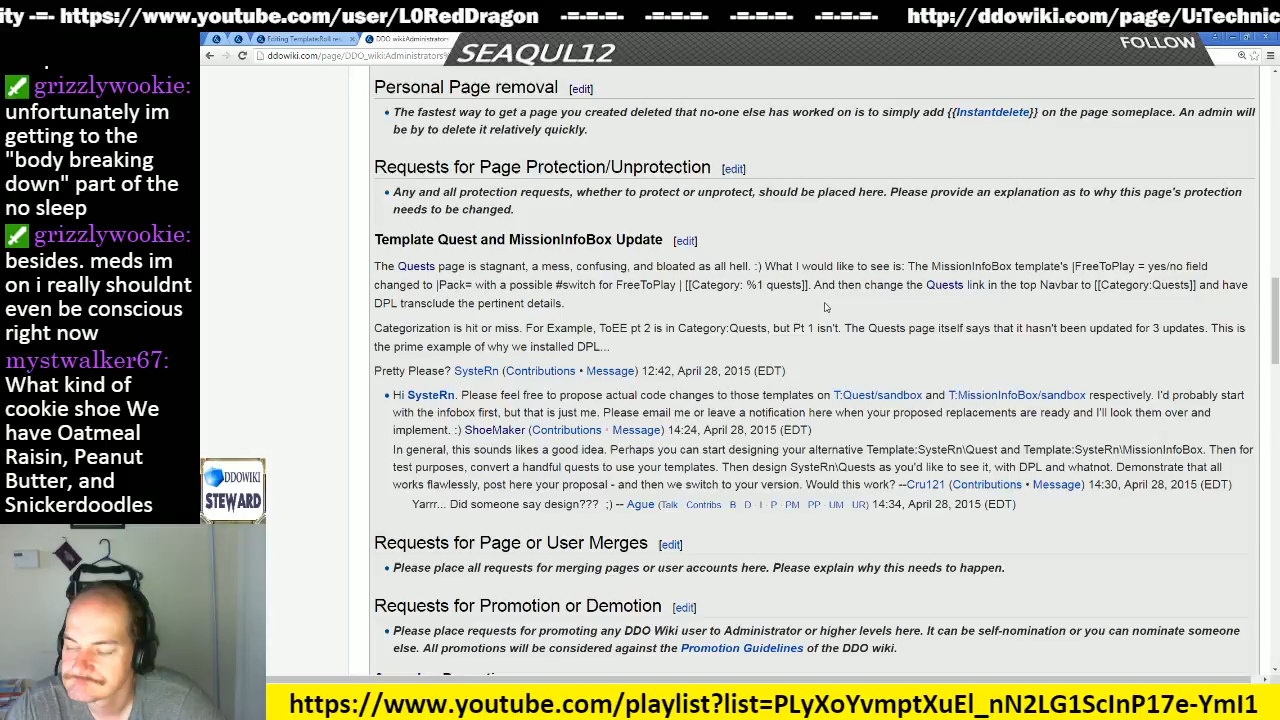 ity -=- https://www.youtube.com/user/L0RedDragon -=-=-=- -=-=-=- -=-=-=- -=-=-=- http://ddowiki.com/page/U:Technic
Editing Template:Roll res
DDO wiki:Administrators'
ddowiki.com/page/DDO_wiki:Administrators%
SEAQUL12
FOLLOW
grizzlywookie:
unfortunately im
getting to the
"body breaking
down" part of the
no sleep
grizzlywookie:
besides. meds im
on i really shouldnt
even be conscious
right now
mystwalker67:
What kind of
cookie shoe We
have Oatmeal
Raisin, Peanut
Butter, and
Snickerdoodles
DDOWIKI
STEWARD
Personal Page removal [edit]
• The fastest way to get a page you created deleted that no-one else has worked on is to simply add {{Instantdelete}} on the page someplace. An admin will
be by to delete it relatively quickly.
Requests for Page Protection/Unprotection [edit]
• Any and all protection requests, whether to protect or unprotect, should be placed here. Please provide an explanation as to why this page's protection
needs to be changed.
Template Quest and MissionInfoBox Update [edit]
The Quests page is stagnant, a mess, confusing, and bloated as all hell. :) What I would like to see is: The MissionInfoBox template's |FreeToPlay = yes/no field
changed to |Pack= with a possible #switch for FreeToPlay | [[Category: %1 quests]]. And then change the Quests link in the top Navbar to [[Category:Quests]] and have
DPL transclude the pertinent details.
Categorization is hit or miss. For Example, ToEE pt 2 is in Category:Quests, but Pt 1 isn't. The Quests page itself says that it hasn't been updated for 3 updates. This is
the prime example of why we installed DPL...
Pretty Please? SysteRn (Contributions • Message) 12:42, April 28, 2015 (EDT)
• Hi SysteRn. Please feel free to propose actual code changes to those templates on T:Quest/sandbox and T:MissionInfoBox/sandbox respectively. I'd probably start
with the infobox first, but that is just me. Please email me or leave a notification here when your proposed replacements are ready and I'll look them over and
implement. :) ShoeMaker (Contributions • Message) 14:24, April 28, 2015 (EDT)
In general, this sounds like a good idea. Perhaps you can start designing your alternative Template:SysteRn\Quest and Template:SysteRn\MissionInfoBox. Then for
test purposes, convert a handful quests to use your templates. Then design SysteRn\Quests as you'd like to see it, with DPL and whatnot. Demonstrate that all
works flawlessly, post here your proposal - and then we switch to your version. Would this work? --Cru121 (Contributions • Message) 14:30, April 28, 2015 (EDT)
Yarrr... Did someone say design??? ;) -- Ague (Talk · Contribs · B · D · I · P · PM · PP · UM · UR) 14:34, April 28, 2015 (EDT)
Requests for Page or User Merges [edit]
• Please place all requests for merging pages or user accounts here. Please explain why this needs to happen.
Requests for Promotion or Demotion [edit]
• Please place requests for promoting any DDO Wiki user to Administrator or higher levels here. It can be self-nomination or you can nominate someone
else. All promotions will be considered against the Promotion Guidelines of the DDO wiki.
https://www.youtube.com/playlist?list=PLyXoYvmptXuEl_nN2LG1ScInP17e-YmI1